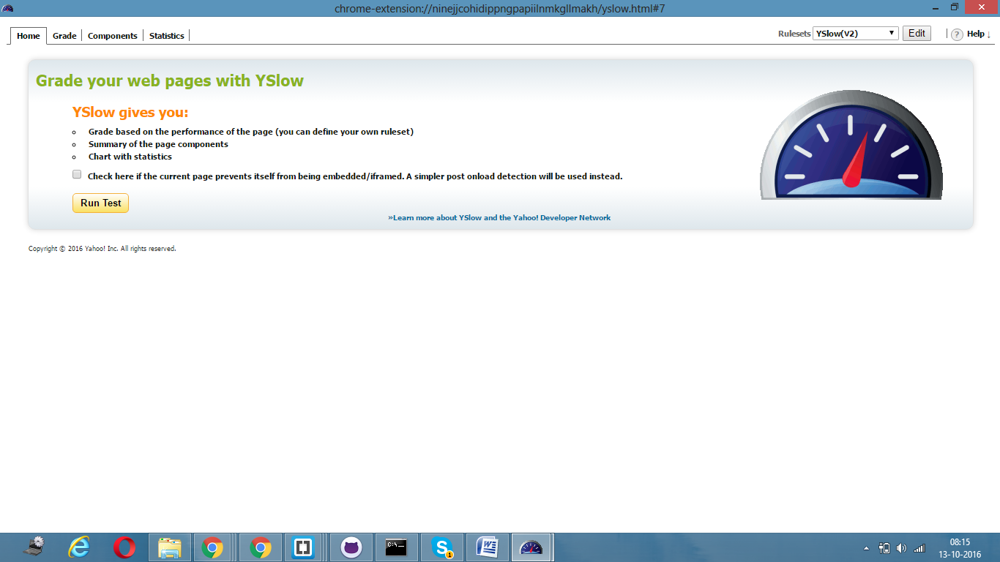 chrome-extension://ninejjcohidippngpapiilnmkgllmakh/yslow.html#7
Home Grade Components Statistics
Rulesets YSlow(V2) Edit ? Help ↓
Grade your web pages with YSlow
YSlow gives you:
Grade based on the performance of the page (you can define your own ruleset)
Summary of the page components
Chart with statistics
Check here if the current page prevents itself from being embedded/iframed. A simpler post onload detection will be used instead.
Run Test
»Learn more about YSlow and the Yahoo! Developer Network
Copyright © 2016 Yahoo! Inc. All rights reserved.
C:\_
1
08:15
13-10-2016